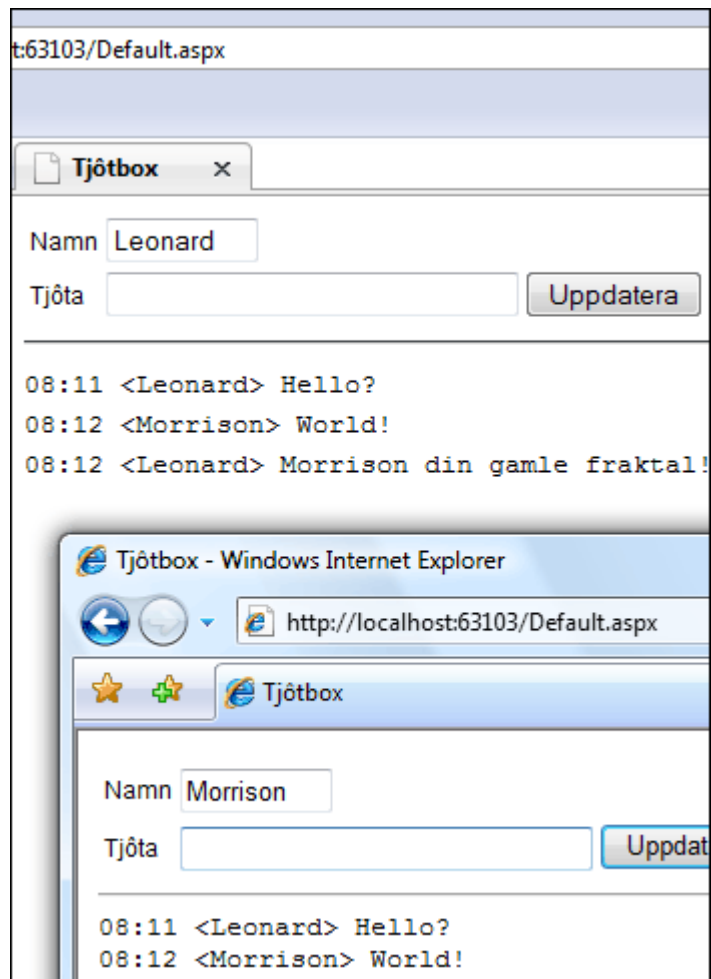 t:63103/Default.aspx
Tjôtbox
Namn Leonard
Tjôta Uppdatera
08:11 <Leonard> Hello?
08:12 <Morrison> World!
08:12 <Leonard> Morrison din gamle fraktal!
Tjôtbox - Windows Internet Explorer
http://localhost:63103/Default.aspx
Tjôtbox
Namn Morrison
Tjôta Uppdat
08:11 <Leonard> Hello?
08:12 <Morrison> World!